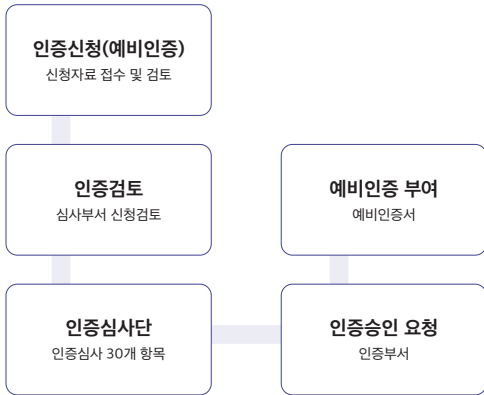 인증신청(예비인증)
신청자료 접수 및 검토
인증검토
심사부서 신청검토
예비인증 부여
예비인증서
인증심사단
인증심사 30개 항목
인증승인 요청
인증부서